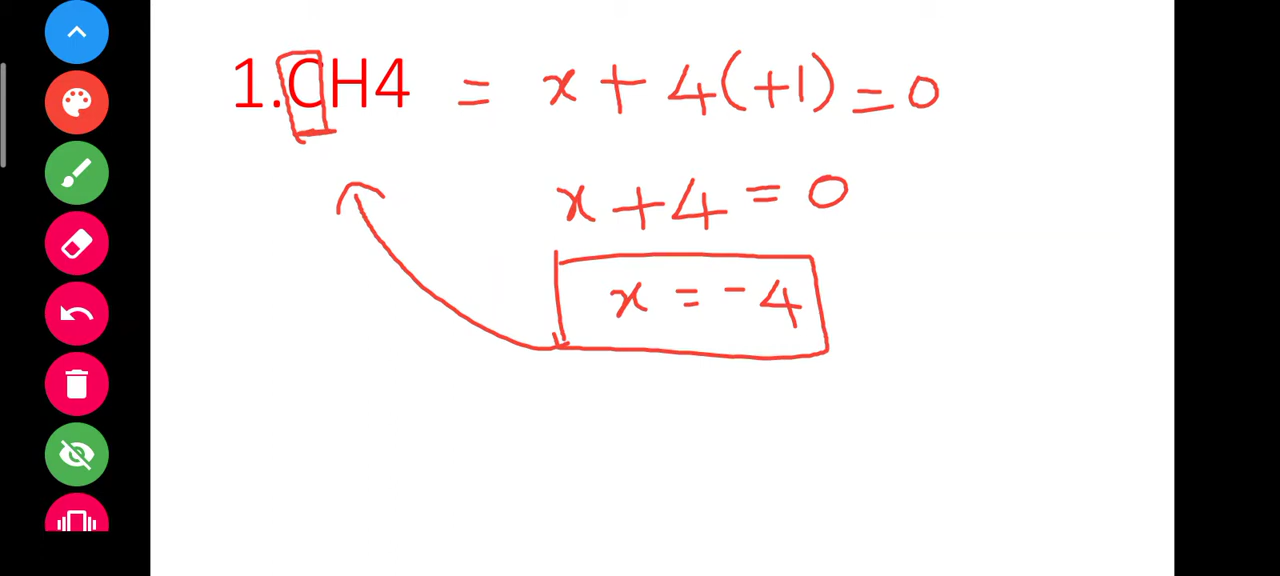 1.CH4 = x + 4(+1) = 0
x + 4 = 0
x = -4